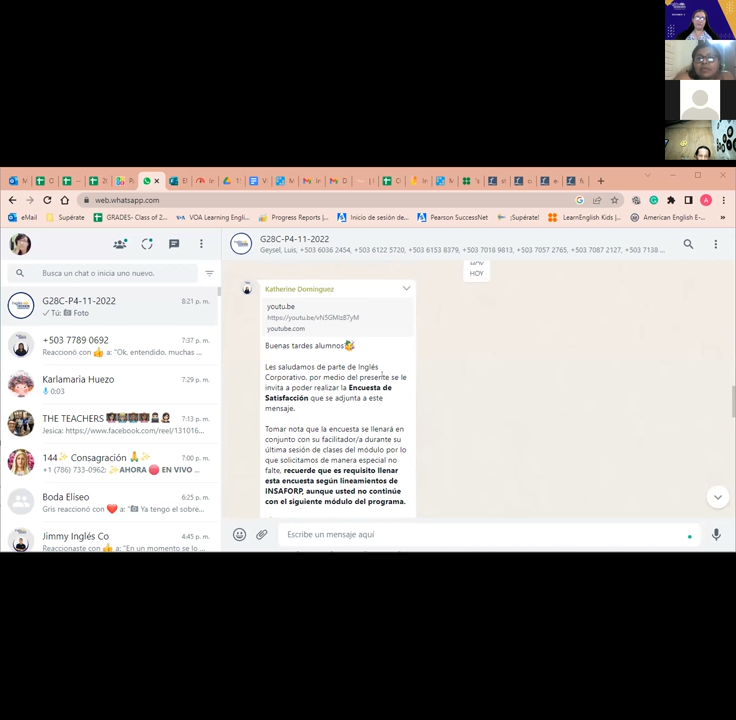 web.whatsapp.com
eMail
Supérate
GRADES- Class of 2...
VOA Learning Engli...
Progress Reports |...
Inicio de sesión de...
Pearson SuccessNet
¡Supérate!
LearnEnglish Kids |...
American English E-...
G28C-P4-11-2022
Geysel, Luis, +503 6036 2454, +503 6122 5720, +503 6153 8379, +503 7018 9813, +503 7057 2765, +503 7087 2127, +503 7138 ...
Busca un chat o inicia uno nuevo.
G28C-P4-11-2022
8:21 p. m.
Tú: Foto
+503 7789 0692
7:37 p. m.
Reaccionó con 👍 a: "Ok, entendido, muchas ...
Karlamaria Huezo
7:29 p. m.
0:03
THE TEACHERS
7:13 p. m.
Jesica: https://www.facebook.com/reel/131016...
144✨ Consagración 🙏✨
7:00 p. m.
+1 (786) 733-0962: ✨AHORA 🔴 EN VIVO ...
Boda Eliseo
6:25 p. m.
Gris reaccionó con ❤️ a: "📷 Ya tengo el sobre...
Jimmy Inglés Co
4:45 p. m.
Reaccionaste con 👍 a: "En un momento se lo ...
HOY
Katherine Dominguez
youtu.be
https://youtu.be/vN5GMlz87yM
youtube.com
Buenas tardes alumnos
Les saludamos de parte de Inglés
Corporativo, por medio del presente se le
invita a poder realizar la Encuesta de
Satisfacción que se adjunta a este
mensaje.
Tomar nota que la encuesta se llenará en
conjunto con su facilitador/a durante su
última sesión de clases del módulo por lo
que solicitamos de manera especial no
falte, recuerde que es requisito llenar
esta encuesta según lineamientos de
INSAFORP, aunque usted no continúe
con el siguiente módulo del programa.
Escribe un mensaje aquí